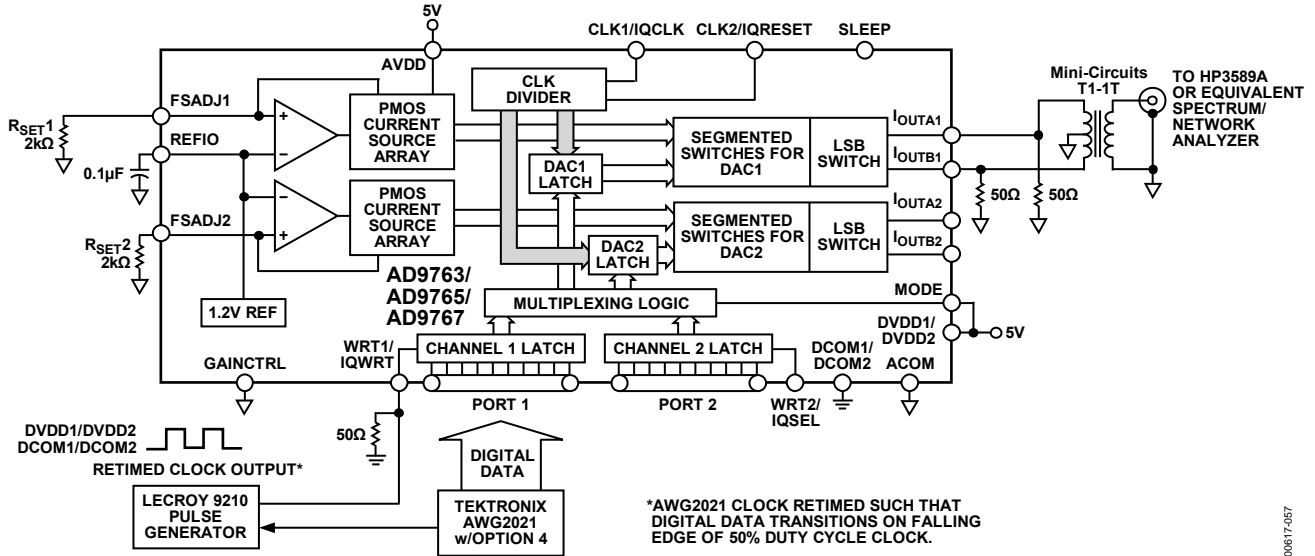 5V
CLK1/IQCLK
CLK2/IQRESET
SLEEP
AVDD
CLK
DIVIDER
Mini-Circuits
T1-1T
TO HP3589A
OR EQUIVALENT
SPECTRUM/
NETWORK
ANALYZER
FSADJ1
RSET1
2kΩ
REFIO
0.1µF
FSADJ2
RSET2
2kΩ
+
–
–
+
PMOS
CURRENT
SOURCE
ARRAY
PMOS
CURRENT
SOURCE
ARRAY
DAC1
LATCH
DAC2
LATCH
SEGMENTED
SWITCHES FOR
DAC1
LSB
SWITCH
SEGMENTED
SWITCHES FOR
DAC2
LSB
SWITCH
IOUTA1
IOUTB1
IOUTA2
IOUTB2
50Ω
50Ω
1.2V REF
AD9763/
AD9765/
AD9767
MULTIPLEXING LOGIC
MODE
DVDD1/
DVDD2
5V
GAINCTRL
WRT1/
IQWRT
CHANNEL 1 LATCH
CHANNEL 2 LATCH
DCOM1/
DCOM2
ACOM
PORT 1
PORT 2
WRT2/
IQSEL
DVDD1/DVDD2
DCOM1/DCOM2
50Ω
RETIMED CLOCK OUTPUT*
LECROY 9210
PULSE
GENERATOR
DIGITAL
DATA
TEKTRONIX
AWG2021
w/OPTION 4
*AWG2021 CLOCK RETIMED SUCH THAT
DIGITAL DATA TRANSITIONS ON FALLING
EDGE OF 50% DUTY CYCLE CLOCK.
00617-057